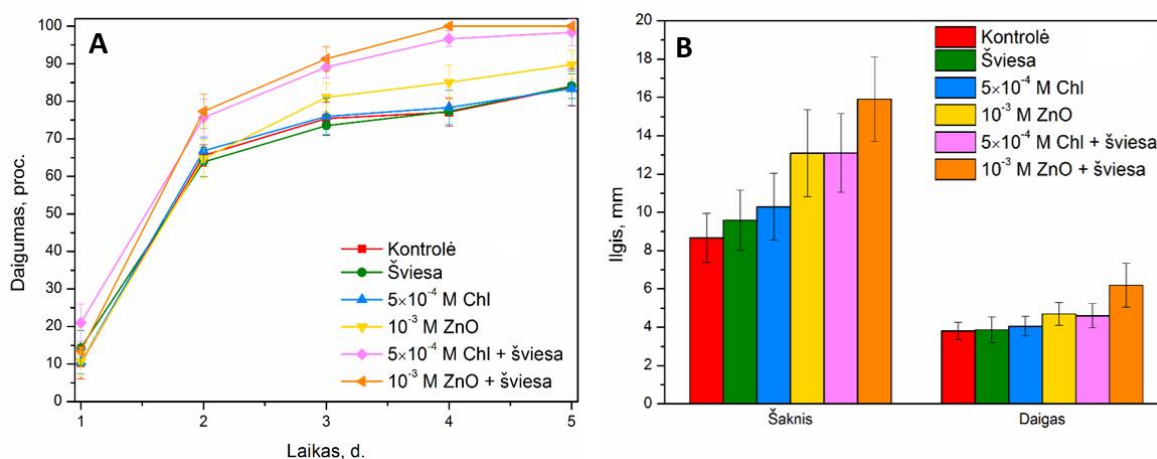 A
100
90
80
70
60
50
40
30
20
10
0
Daigumas, proc.
Kontrolė
Šviesa
5×10⁻⁴ M Chl
10⁻³ M ZnO
5×10⁻⁴ M Chl + šviesa
10⁻³ M ZnO + šviesa
1 2 3 4 5
Laikas, d.
B
20
18
16
14
12
10
8
6
4
2
0
Ilgis, mm
Kontrolė
Šviesa
5×10⁻⁴ M Chl
10⁻³ M ZnO
5×10⁻⁴ M Chl + šviesa
10⁻³ M ZnO + šviesa
Šaknis Daigas